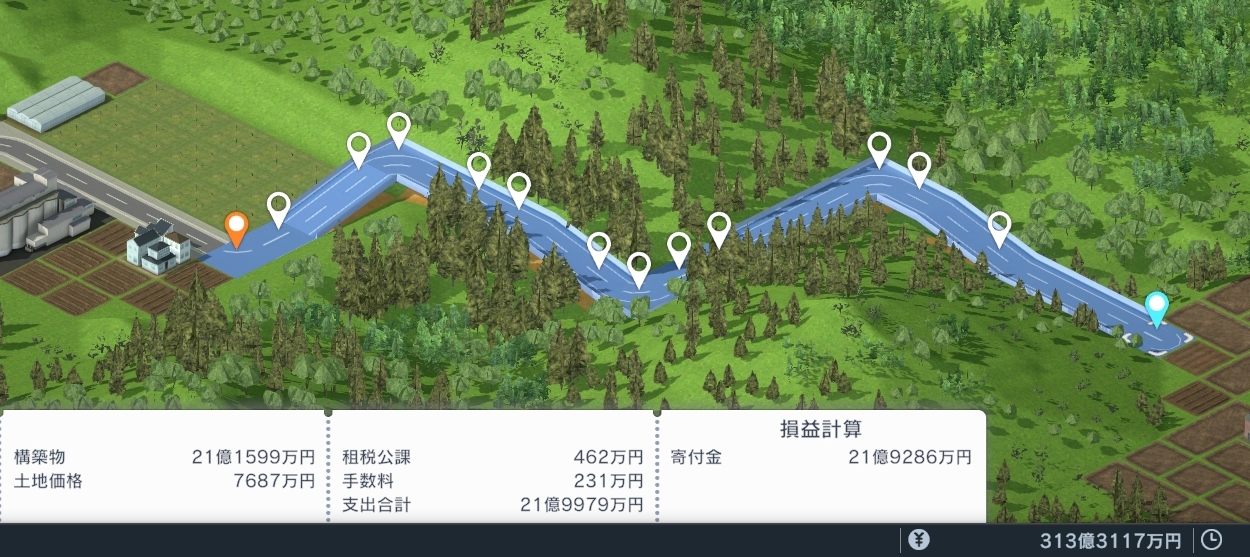 損益計算
構築物 21億1599万円 租税公課 462万円 寄付金 21億9286万円
土地価格 7687万円 手数料 231万円
支出合計 21億9979万円
¥ 313億3117万円